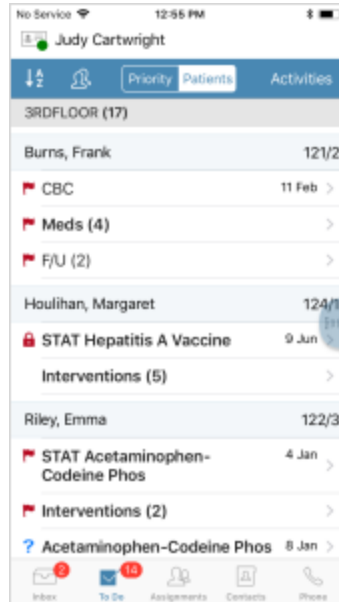 No Service 12:55 PM
Judy Cartwright
Priority Patients Activities
3RDFLOOR (17)
Burns, Frank 121/2
CBC 11 Feb
Meds (4)
F/U (2)
Houlihan, Margaret 124/1
STAT Hepatitis A Vaccine 9 Jun
Interventions (5)
Riley, Emma 122/3
STAT Acetaminophen- 4 Jan
Codeine Phos
Interventions (2)
? Acetaminophen-Codeine Phos 8 Jan
2 14
Inbox To Do Assignments Contacts Phone